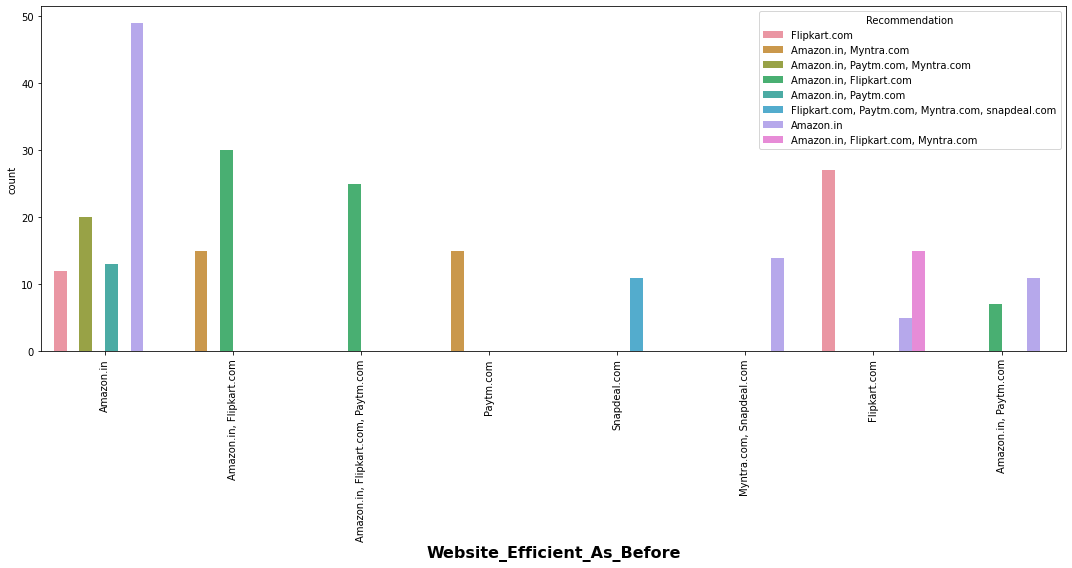 50
40
30
20
10
0
count
Recommendation
Flipkart.com
Amazon.in, Myntra.com
Amazon.in, Paytm.com, Myntra.com
Amazon.in, Flipkart.com
Amazon.in, Paytm.com
Flipkart.com, Paytm.com, Myntra.com, snapdeal.com
Amazon.in
Amazon.in, Flipkart.com, Myntra.com
Amazon.in
Amazon.in, Flipkart.com
Amazon.in, Flipkart.com, Paytm.com
Paytm.com
Snapdeal.com
Myntra.com, Snapdeal.com
Flipkart.com
Amazon.in, Paytm.com
Website_Efficient_As_Before